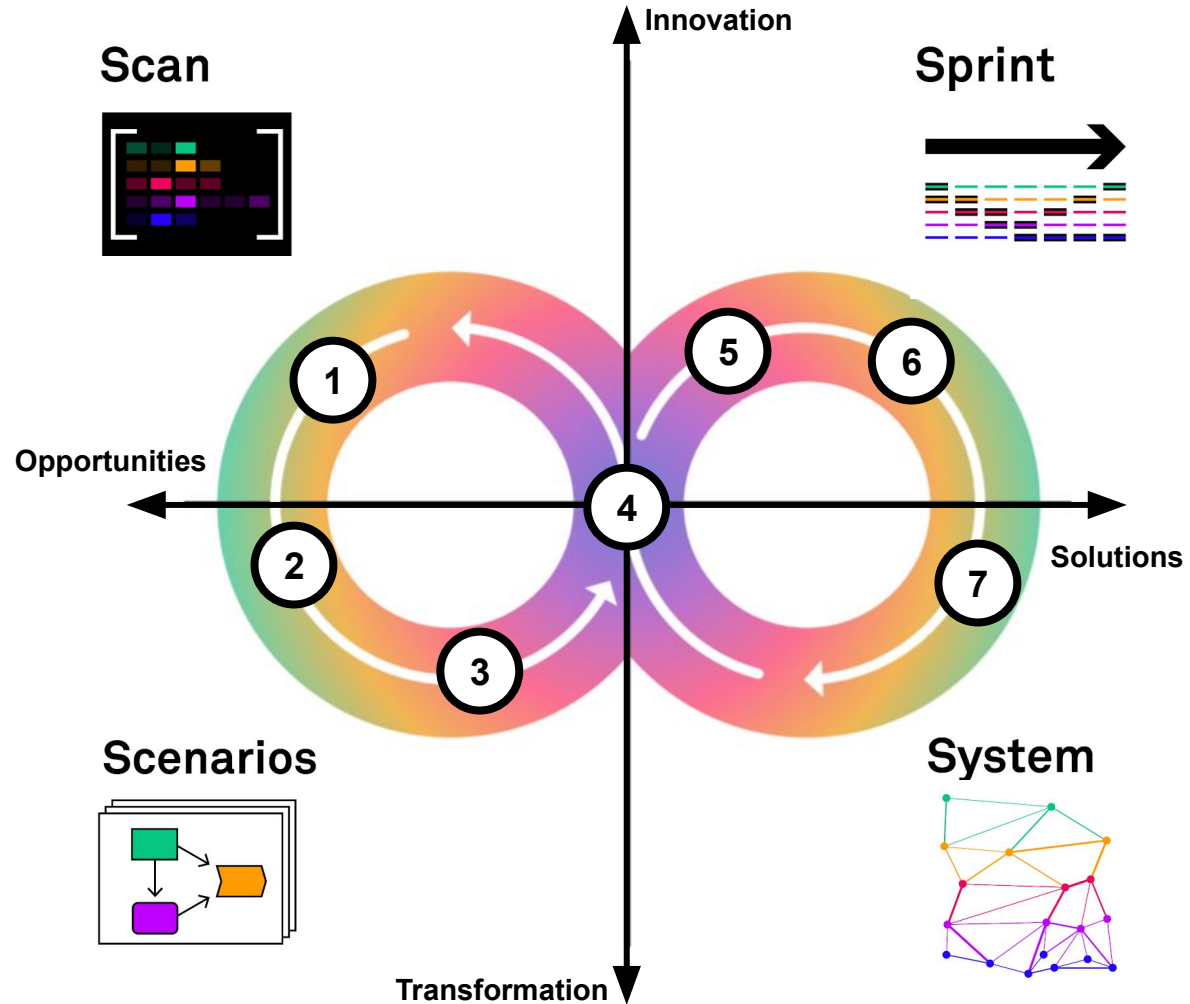 Innovation
Scan
Sprint
5
6
1
Opportunities
4
Solutions
2
7
3
Scenarios
System
Transformation